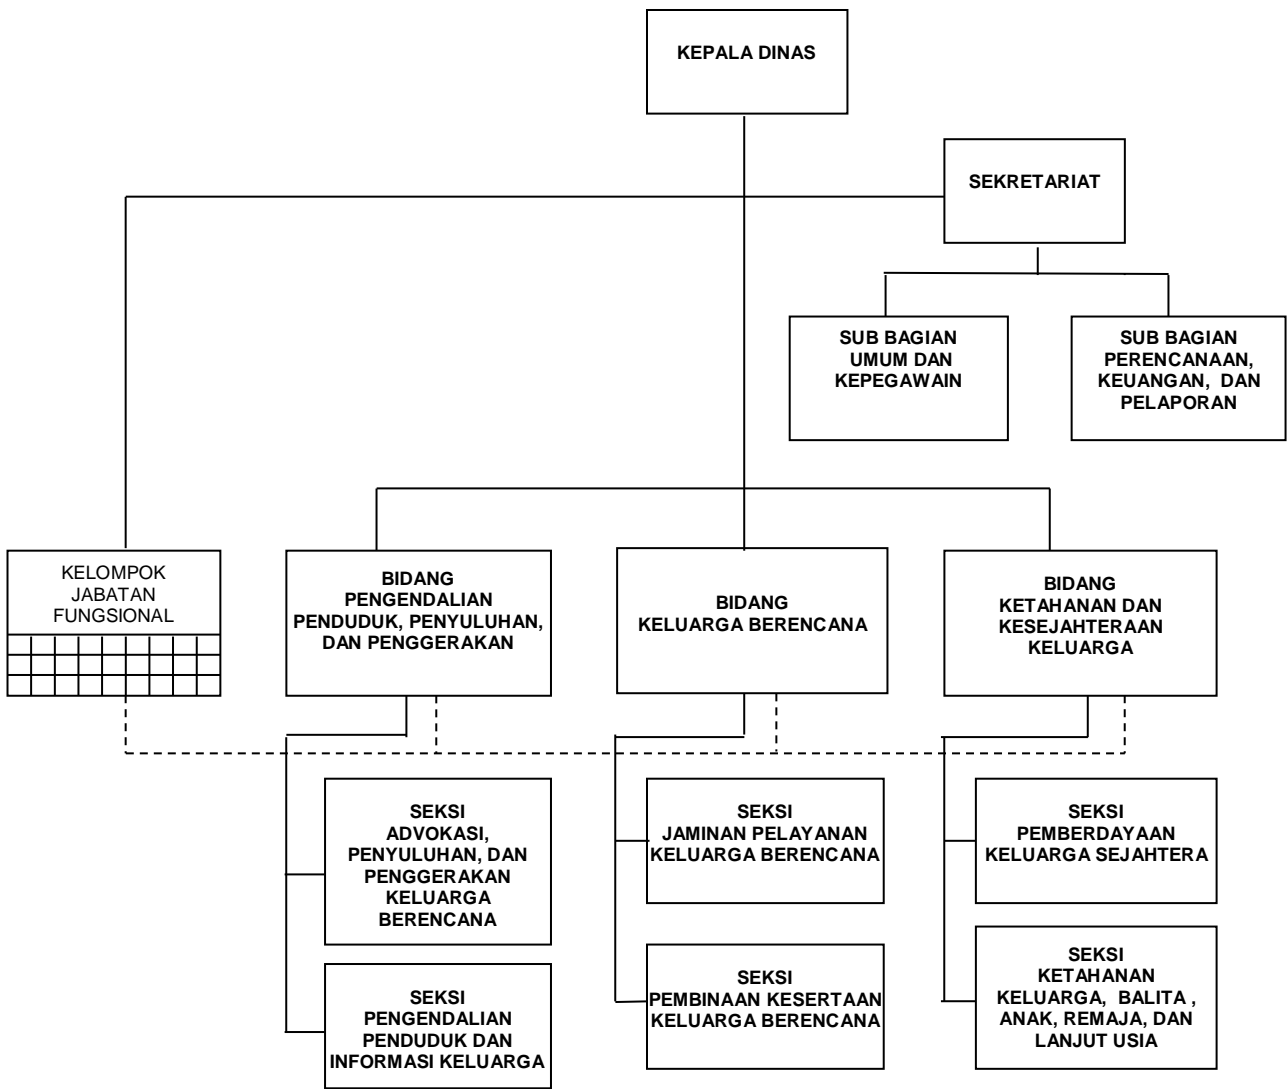 KEPALA DINAS
SEKRETARIAT
SUB BAGIAN
UMUM DAN
KEPEGAWAIN
SUB BAGIAN
PERENCANAAN,
KEUANGAN, DAN
PELAPORAN
KELOMPOK
JABATAN
FUNGSIONAL
BIDANG
PENGENDALIAN
PENDUDUK, PENYULUHAN,
DAN PENGGERAKAN
BIDANG
KELUARGA BERENCANA
BIDANG
KETAHANAN DAN
KESEJAHTERAAN
KELUARGA
SEKSI
ADVOKASI,
PENYULUHAN, DAN
PENGGERAKAN
KELUARGA
BERENCANA
SEKSI
JAMINAN PELAYANAN
KELUARGA BERENCANA
SEKSI
PEMBERDAYAAN
KELUARGA SEJAHTERA
SEKSI
PENGENDALIAN
PENDUDUK DAN
INFORMASI KELUARGA
SEKSI
PEMBINAAN KESERTAAN
KELUARGA BERENCANA
SEKSI
KETAHANAN
KELUARGA, BALITA ,
ANAK, REMAJA, DAN
LANJUT USIA